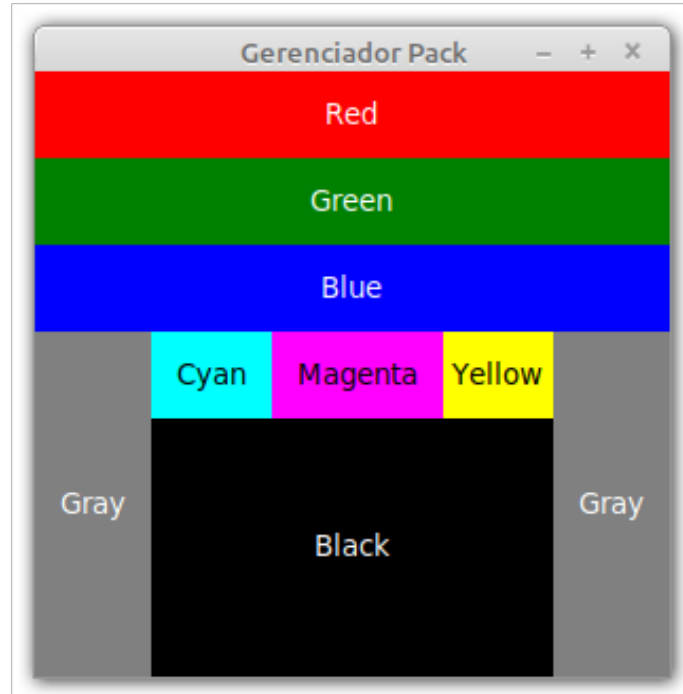 Gerenciador Pack
Red
Green
Blue
Cyan Magenta Yellow
Gray Gray
Black